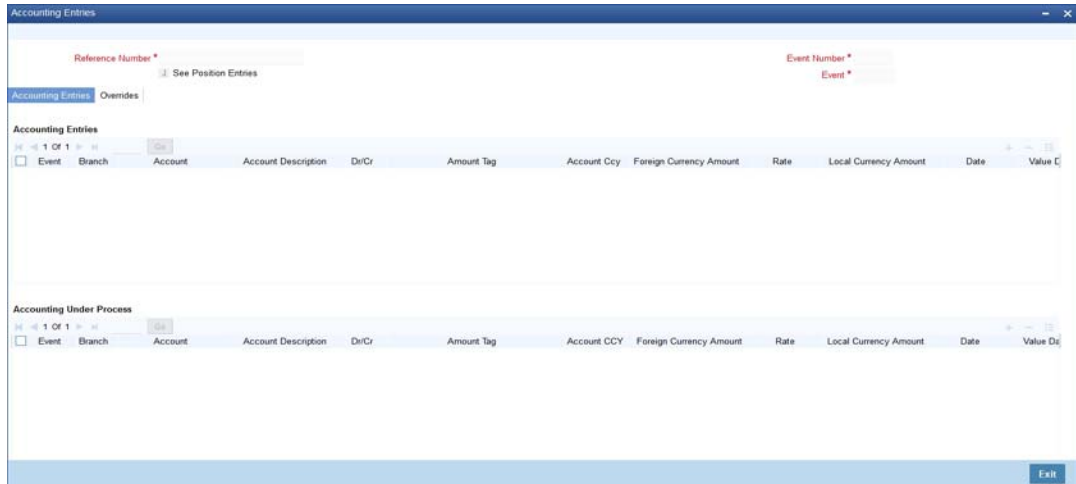 Accounting Entries
Reference Number *
Event Number *
See Position Entries
Event *
Accounting Entries Overrides
Accounting Entries
1 Of 1 Go
Event Branch Account Account Description Dr/Cr Amount Tag Account Ccy Foreign Currency Amount Rate Local Currency Amount Date Value D
Accounting Under Process
1 Of 1 Go
Event Branch Account Account Description Dr/Cr Amount Tag Account CCY Foreign Currency Amount Rate Local Currency Amount Date Value Da
Exit